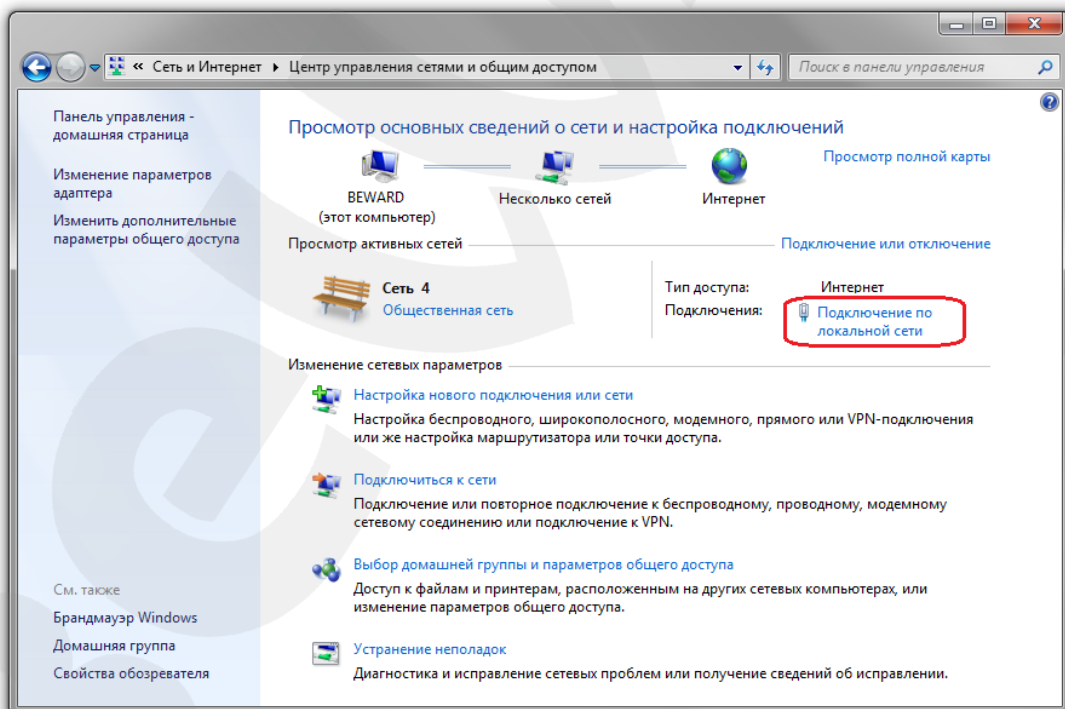 « Сеть и Интернет ▸ Центр управления сетями и общим доступом
Поиск в панели управления
Панель управления -
домашняя страница
Изменение параметров
адаптера
Изменить дополнительные
параметры общего доступа
См. также
Брандмауэр Windows
Домашняя группа
Свойства обозревателя
Просмотр основных сведений о сети и настройка подключений
BEWARD
(этот компьютер)
Несколько сетей
Интернет
Просмотр полной карты
Просмотр активных сетей
Подключение или отключение
Сеть 4
Общественная сеть
Тип доступа: Интернет
Подключения: Подключение по
локальной сети
Изменение сетевых параметров
Настройка нового подключения или сети
Настройка беспроводного, широкополосного, модемного, прямого или VPN-подключения
или же настройка маршрутизатора или точки доступа.
Подключиться к сети
Подключение или повторное подключение к беспроводному, проводному, модемному
сетевому соединению или подключение к VPN.
Выбор домашней группы и параметров общего доступа
Доступ к файлам и принтерам, расположенным на других сетевых компьютерах, или
изменение параметров общего доступа.
Устранение неполадок
Диагностика и исправление сетевых проблем или получение сведений об исправлении.